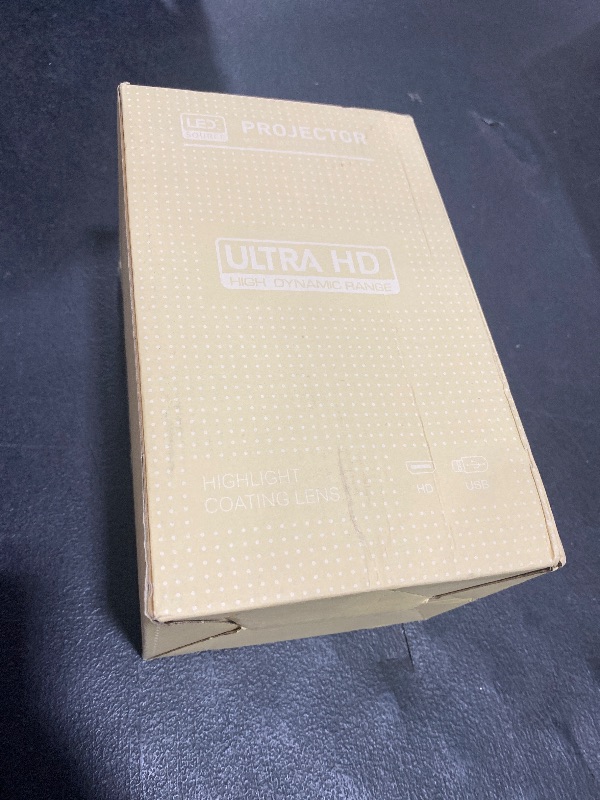 LED
PROJECTOR
ULTRA HD
HIGH DYNAMIC RANGE
HIGHLIGHT
COATING LENS
HD
USB